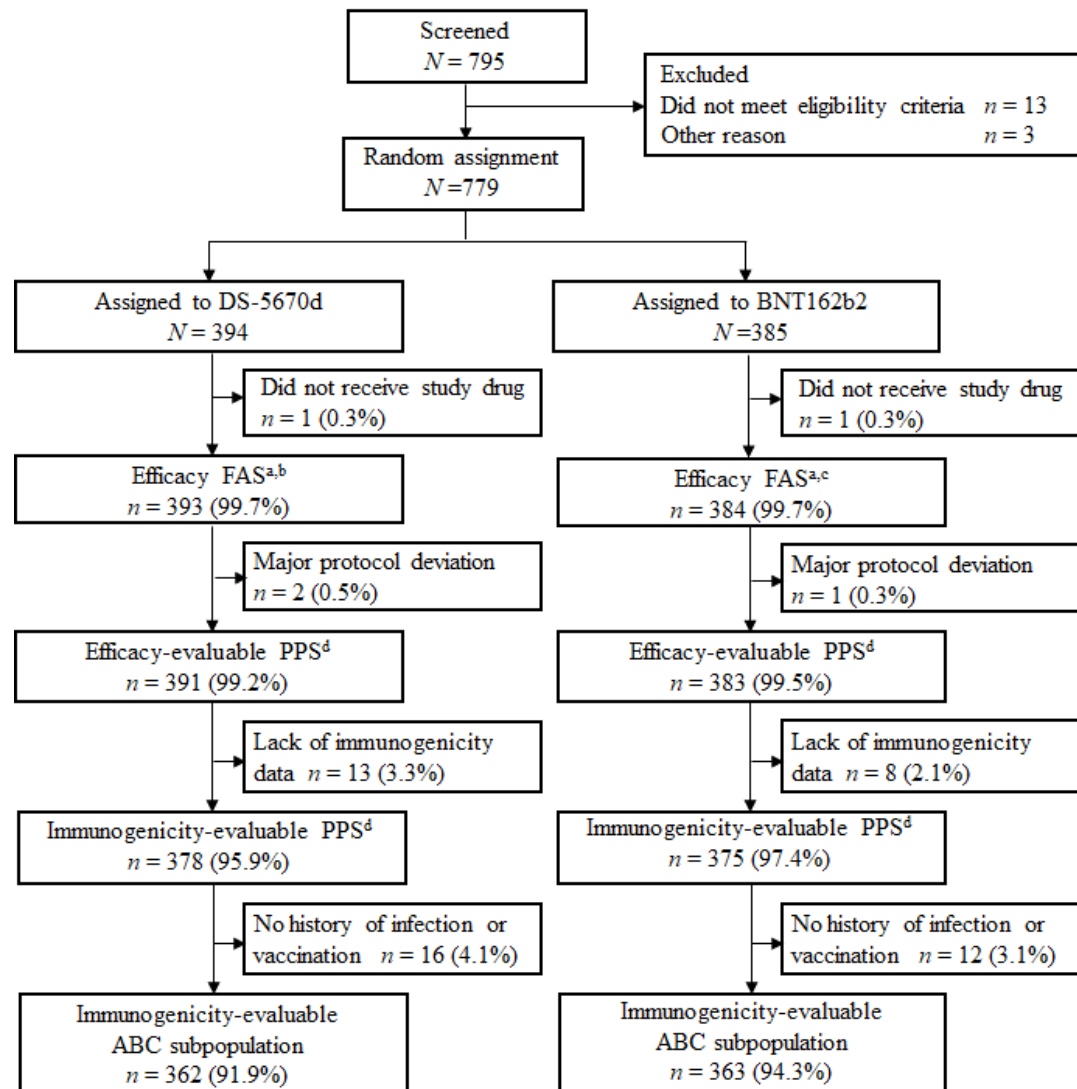 Screened
N = 795
Excluded
Did not meet eligibility criteria n = 13
Other reason n = 3
Random assignment
N =779
Assigned to DS-5670d
N = 394
Assigned to BNT162b2
N =385
Did not receive study drug
n = 1 (0.3%)
Did not receive study drug
n = 1 (0.3%)
Efficacy FASa,b
n = 393 (99.7%)
Efficacy FASa,c
n = 384 (99.7%)
Major protocol deviation
n = 2 (0.5%)
Major protocol deviation
n = 1 (0.3%)
Efficacy-evaluable PPSd
n = 391 (99.2%)
Efficacy-evaluable PPSd
n = 383 (99.5%)
Lack of immunogenicity
data n = 13 (3.3%)
Lack of immunogenicity
data n = 8 (2.1%)
Immunogenicity-evaluable PPSd
n = 378 (95.9%)
Immunogenicity-evaluable PPSd
n = 375 (97.4%)
No history of infection or
vaccination n = 16 (4.1%)
No history of infection or
vaccination n = 12 (3.1%)
Immunogenicity-evaluable
ABC subpopulation
n = 362 (91.9%)
Immunogenicity-evaluable
ABC subpopulation
n = 363 (94.3%)